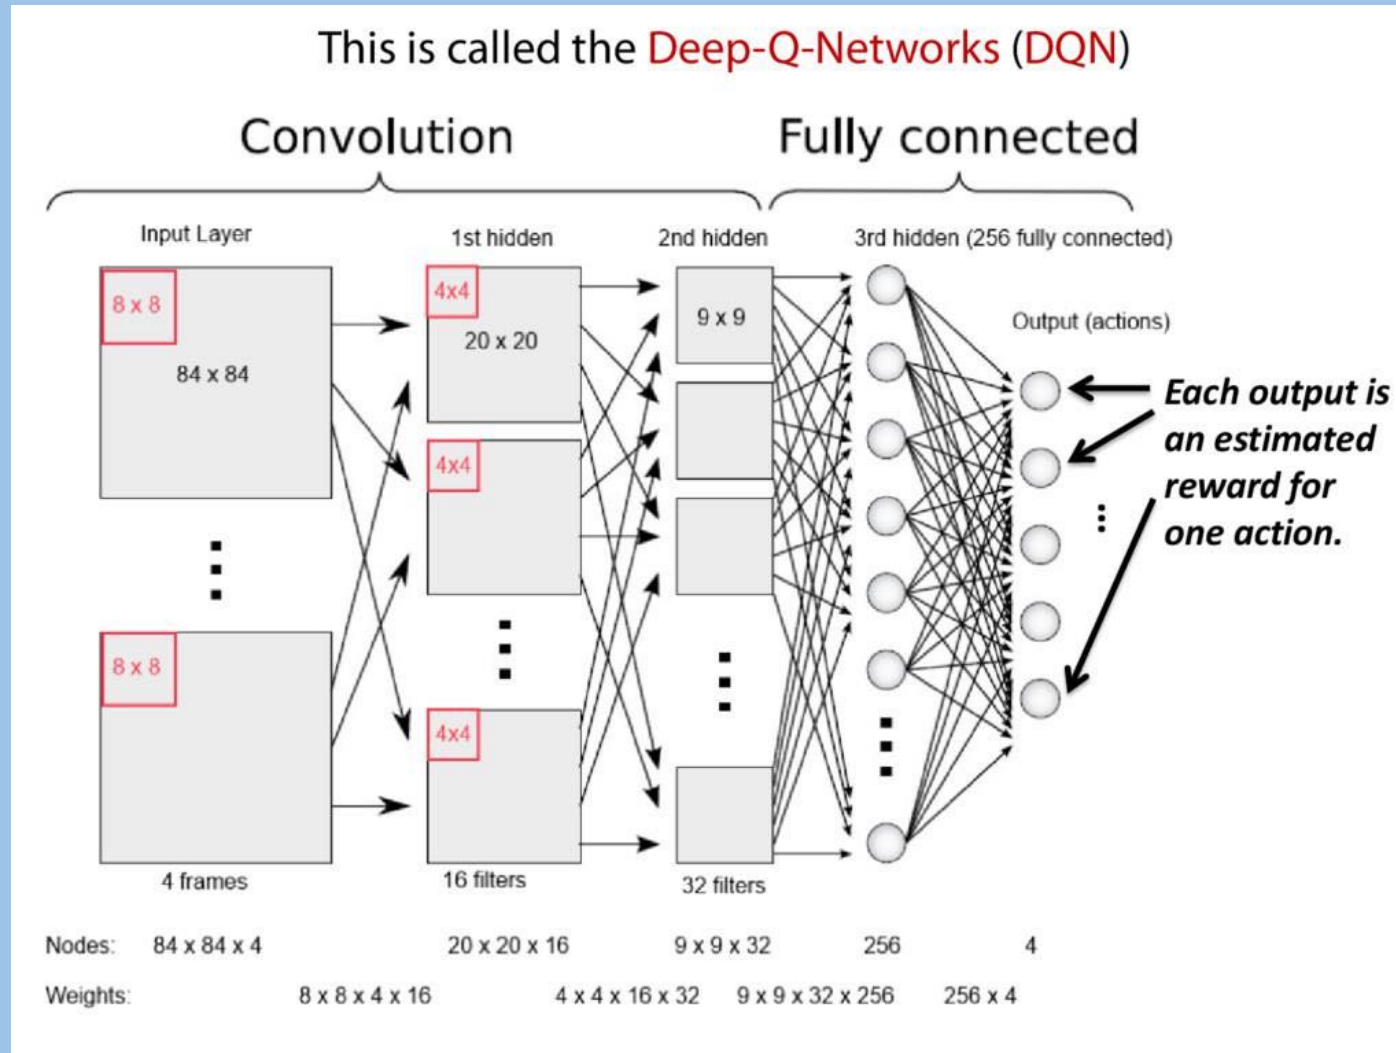 This is called the Deep-Q-Networks (DQN)
Convolution
Fully connected
Input Layer
1st hidden
2nd hidden
3rd hidden (256 fully connected)
Output (actions)
8 x 8
84 x 84
8 x 8
4x4
20 x 20
4x4
4x4
9 x 9
Each output is
an estimated
reward for
one action.
4 frames
16 filters
32 filters
Nodes: 84 x 84 x 4 20 x 20 x 16 9 x 9 x 32 256 4
Weights: 8 x 8 x 4 x 16 4 x 4 x 16 x 32 9 x 9 x 32 x 256 256 x 4